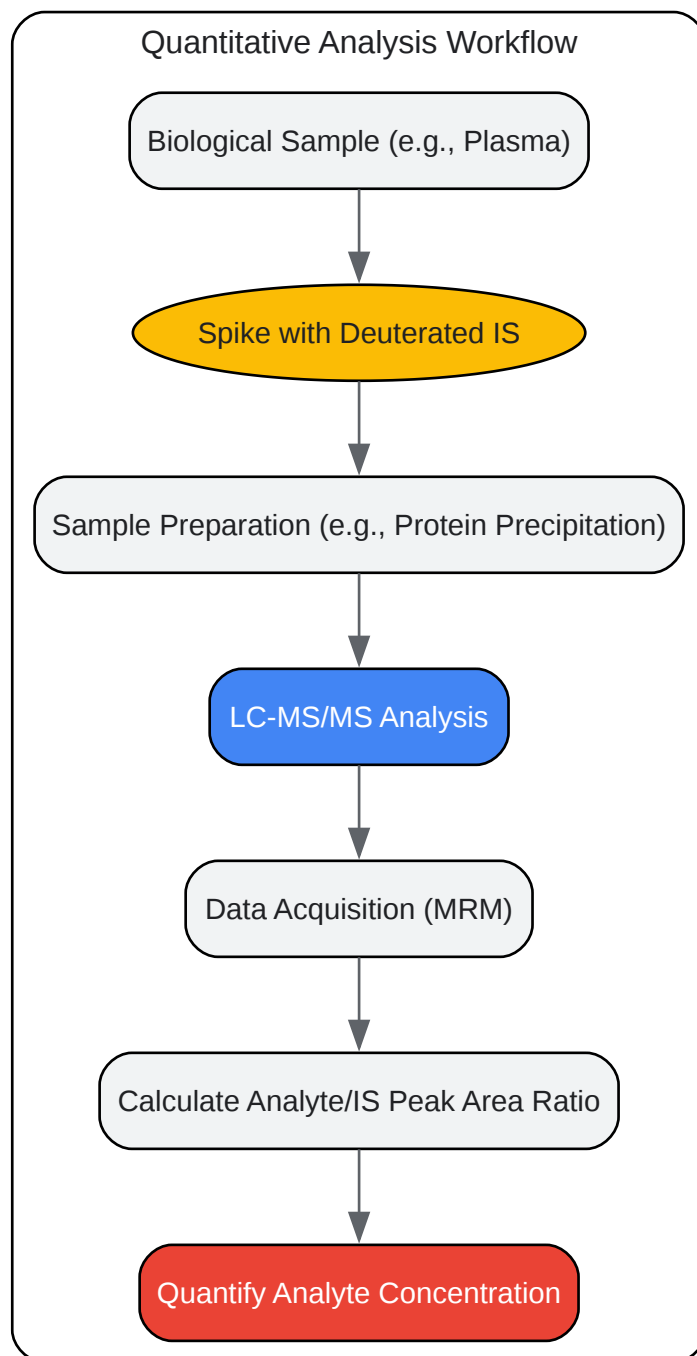 Quantitative Analysis Workflow
Biological Sample (e.g., Plasma)
Spike with Deuterated IS
Sample Preparation (e.g., Protein Precipitation)
LC-MS/MS Analysis
Data Acquisition (MRM)
Calculate Analyte/IS Peak Area Ratio
Quantify Analyte Concentration